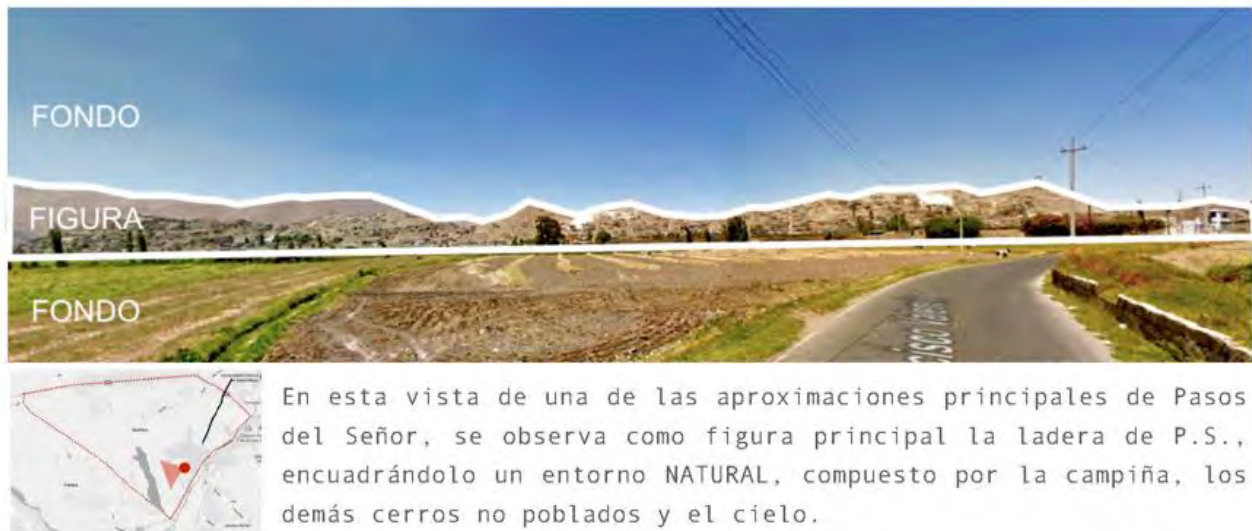 FONDO
FIGURA
FONDO
En esta vista de una de las aproximaciones principales de Pasos
del Señor, se observa como figura principal la ladera de P.S.,
encuadrándolo un entorno NATURAL, compuesto por la campiña, los
demás cerros no poblados y el cielo.